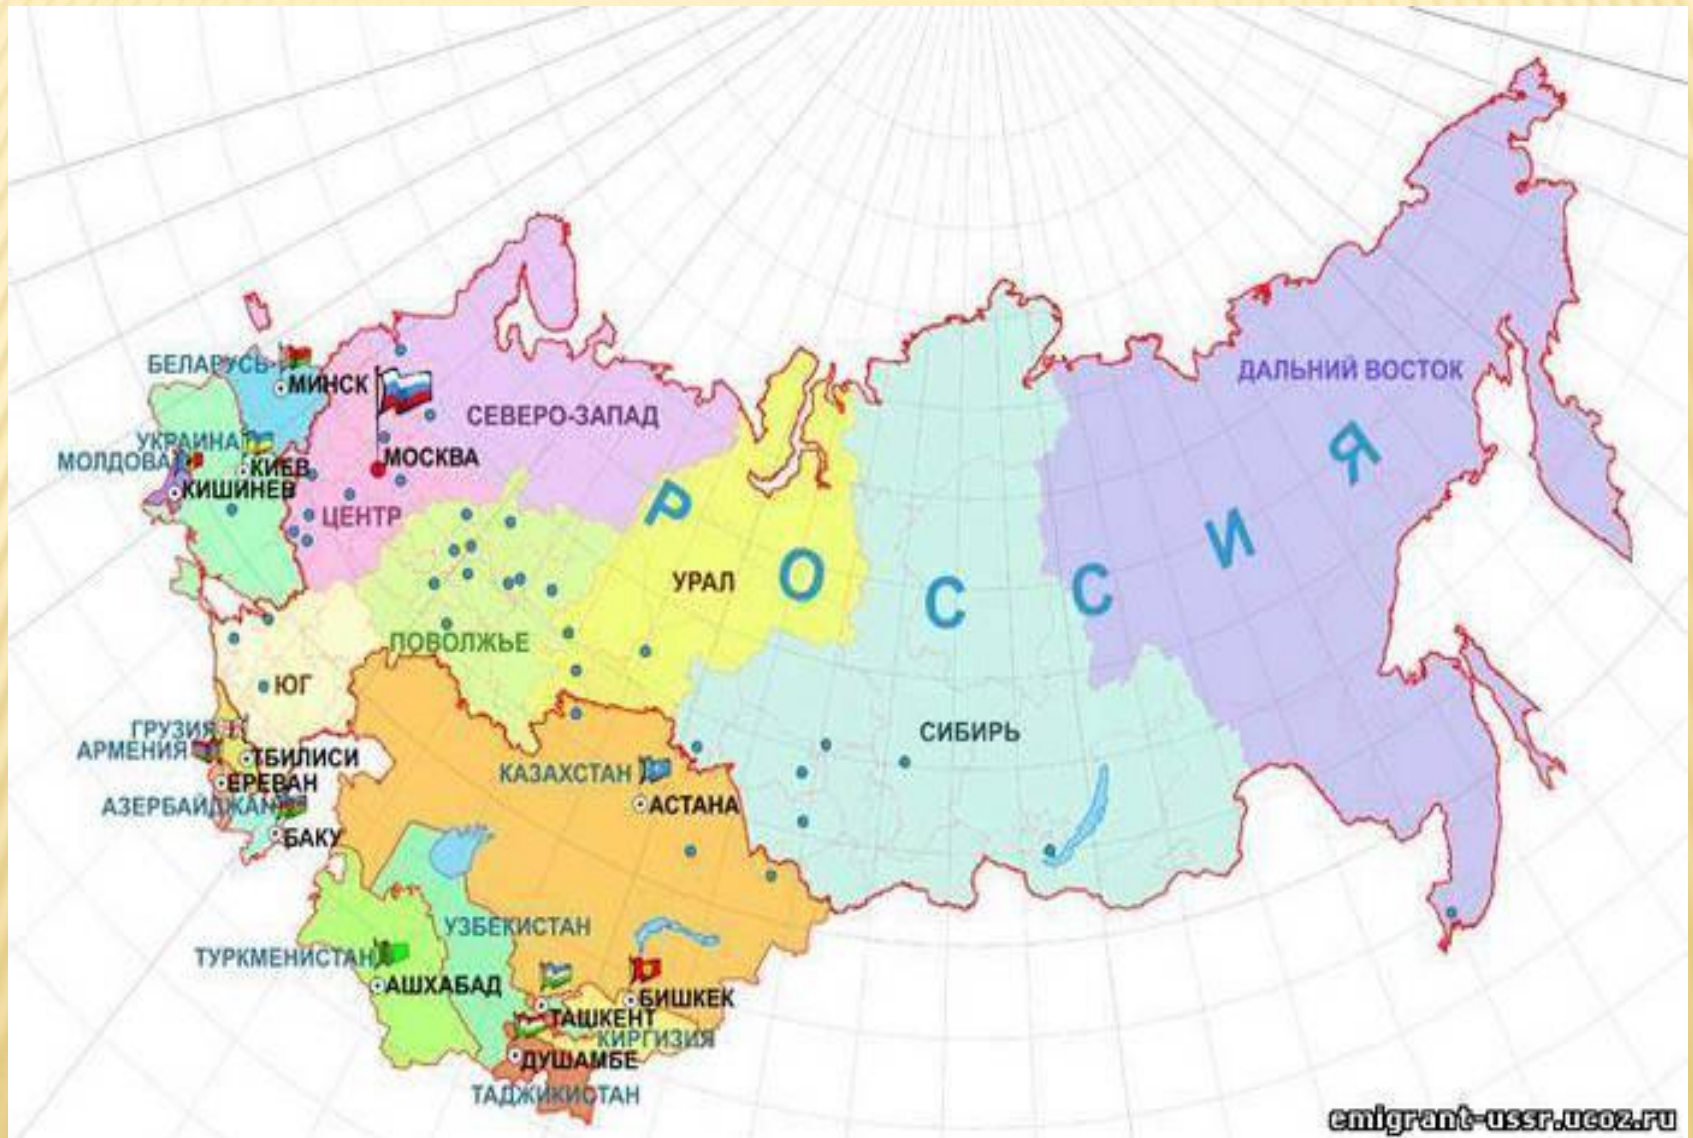 БЕЛАРУСЬ
МИНСК
СЕВЕРО-ЗАПАД
ДАЛЬНИЙ ВОСТОК
УКРАИНА
МОЛДОВА
КИЕВ
МОСКВА
КИШИНЕВ
ЦЕНТР
РОССИЯ
УРАЛ
ПОВОЛЖЬЕ
ЮГ
ГРУЗИЯ
АРМЕНИЯ
ТБИЛИСИ
СИБИРЬ
ЕРЕВАН
КАЗАХСТАН
АЗЕРБАЙДЖАН
АСТАНА
БАКУ
УЗБЕКИСТАН
ТУРКМЕНИСТАН
АШХАБАД
БИШКЕК
ТАШКЕНТ
КИРГИЗИЯ
ДУШАМБЕ
ТАДЖИКИСТАН
emigrant-ussr.ucoz.ru